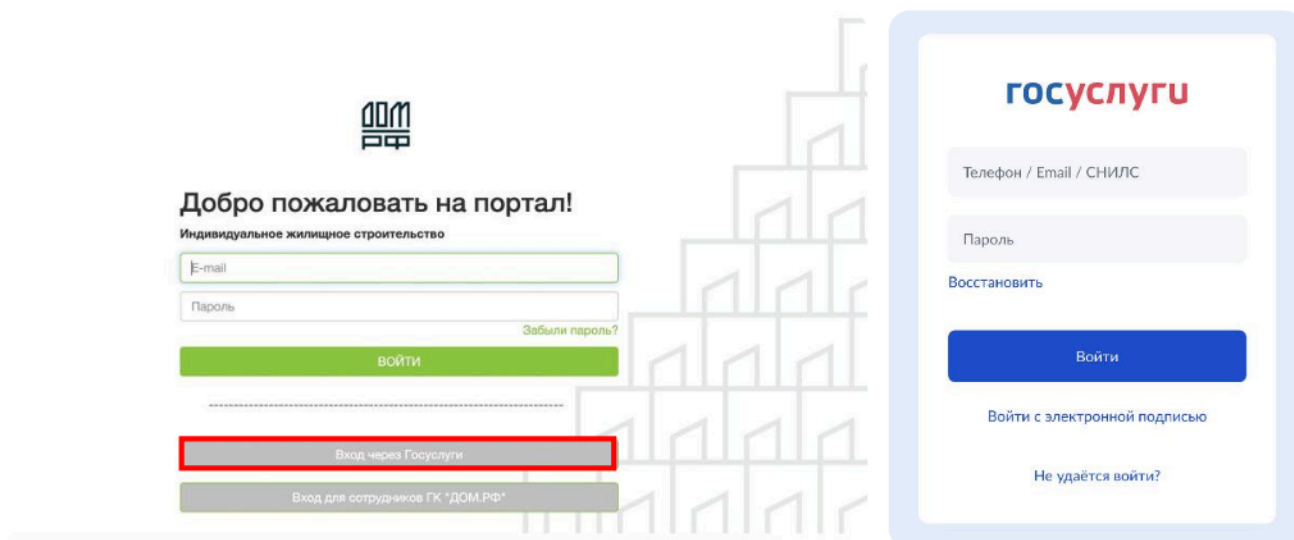 ДОМ
РФ
Добро пожаловать на портал!
Индивидуальное жилищное строительство
E-mail
Пароль
Забыли пароль?
ВОЙТИ
Вход через Госуслуги
Вход для сотрудников ГК "ДОМ.РФ"
госуслуги
Телефон / Email / СНИЛС
Пароль
Восстановить
Войти
Войти с электронной подписью
Не удаётся войти?